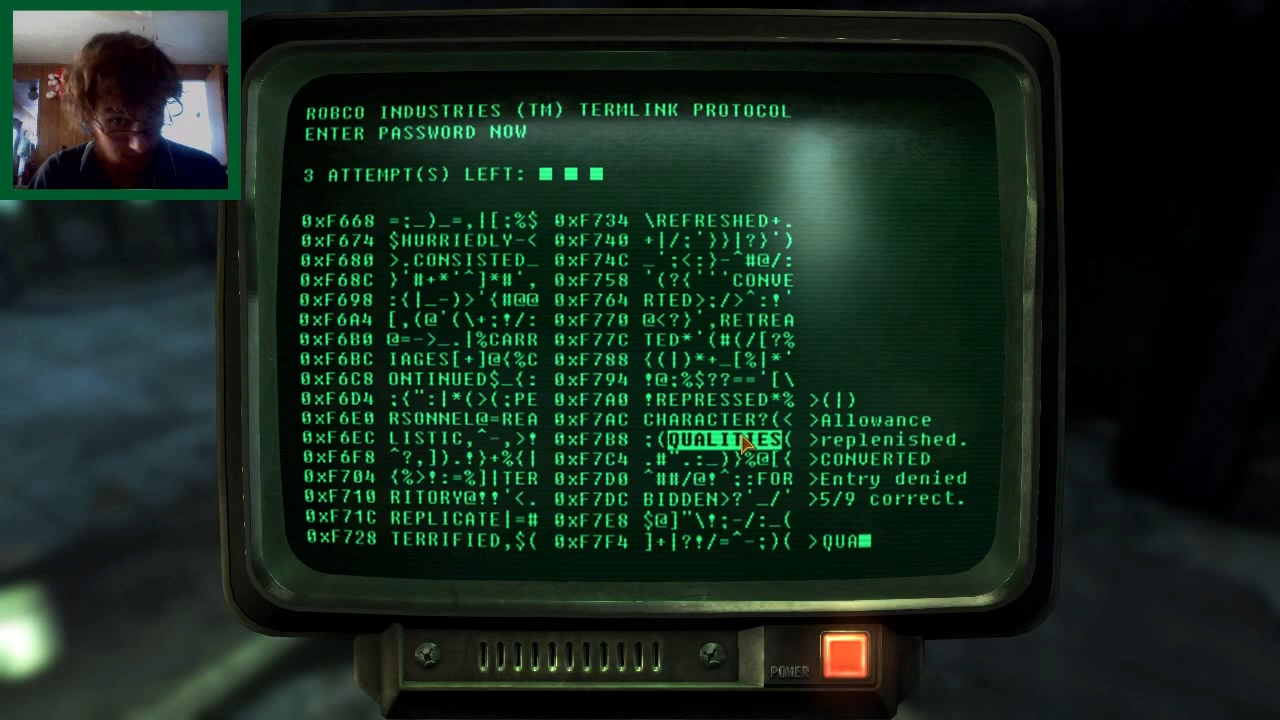 ROBCO INDUSTRIES (TM) TERMLINK PROTOCOL
ENTER PASSWORD NOW
3 ATTEMPT(S) LEFT: ■ ■ ■
0xF668 =;_)_=,|[;%$ 0xF734 \REFRESHED+.
0xF674 $HURRIEDLY-< 0xF740 +|/;'}}|?}')
0xF680 >.CONSISTED_ 0xF74C _';<:}-^#@/:
0xF68C }'#+*'^]*#', 0xF758 '(?{'''CONVE
0xF698 :{|_-)>'{#@@ 0xF764 RTED>;/>^:!'
0xF6A4 [,(@'(\+;!/: 0xF770 @<?}',RETREA
0xF6B0 @=->_.|%CARR 0xF77C TED*'(#(/[?%
0xF6BC IAGES[+]@{%C 0xF788 {(|)*+_[%|*'
0xF6C8 ONTINUED$_{: 0xF794 !@;%$??=='[\
0xF6D4 ;{":|*(>(;PE 0xF7A0 !REPRESSED*% >(|)
0xF6E0 RSONNEL@=REA 0xF7AC CHARACTER?(< >Allowance
0xF6EC LISTIC,^-,>! 0xF7B8 ;(QUALITIES( >replenished.
0xF6F8 ^?,]).!}+%{| 0xF7C4 .#".:_)}%@[{ >CONVERTED
0xF704 {%>!:=%]|TER 0xF7D0 ^##/@!^;:FOR >Entry denied
0xF710 RITORY@!!'<. 0xF7DC BIDDEN>?'_/' >5/9 correct.
0xF71C REPLICATE|=# 0xF7E8 $@]"\!;-/:_(
0xF728 TERRIFIED,$( 0xF7F4 ]+|?!/=^-;)( >QUA■
POWER